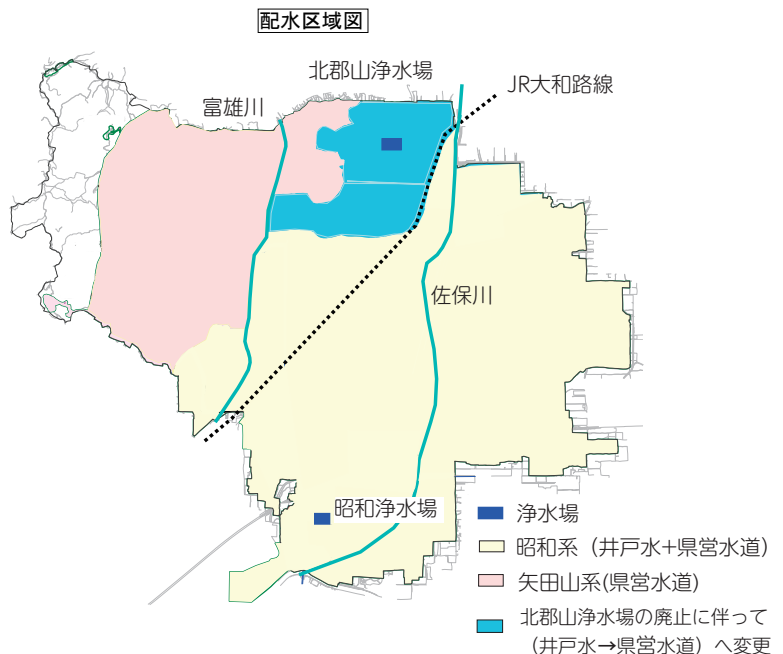 配水区域図
北郡山浄水場
JR大和路線
富雄川
佐保川
昭和浄水場
浄水場
昭和系（井戸水+県営水道）
矢田山系(県営水道)
北郡山浄水場の廃止に伴って
（井戸水→県営水道）へ変更